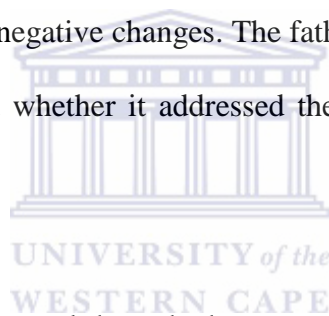 negative changes. The fath
whether it addressed the
UNIVERSITY of the
WESTERN CAPE